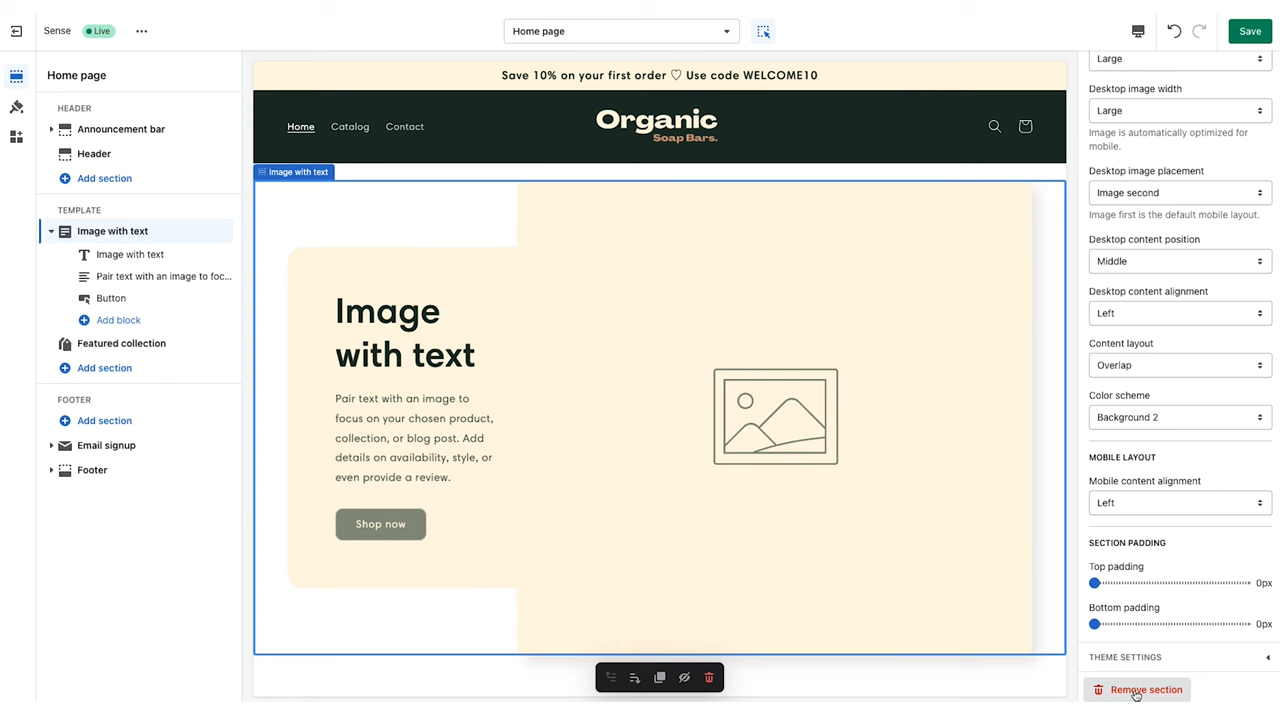 Sense
Live
Home page
Save
Home page
HEADER
Announcement bar
Header
Add section
TEMPLATE
Image with text
Image with text
Pair text with an image to foc...
Button
Add block
Featured collection
Add section
FOOTER
Add section
Email signup
Footer
Save 10% on your first order ♡ Use code WELCOME10
Home
Catalog
Contact
Organic
Soap Bars.
Image with text
Image
with text
Pair text with an image to
focus on your chosen product,
collection, or blog post. Add
details on availability, style, or
even provide a review.
Shop now
Large
Desktop image width
Large
Image is automatically optimized for
mobile.
Desktop image placement
Image second
Image first is the default mobile layout.
Desktop content position
Middle
Desktop content alignment
Left
Content layout
Overlap
Color scheme
Background 2
MOBILE LAYOUT
Mobile content alignment
Left
SECTION PADDING
Top padding
0px
Bottom padding
0px
THEME SETTINGS
Remove section